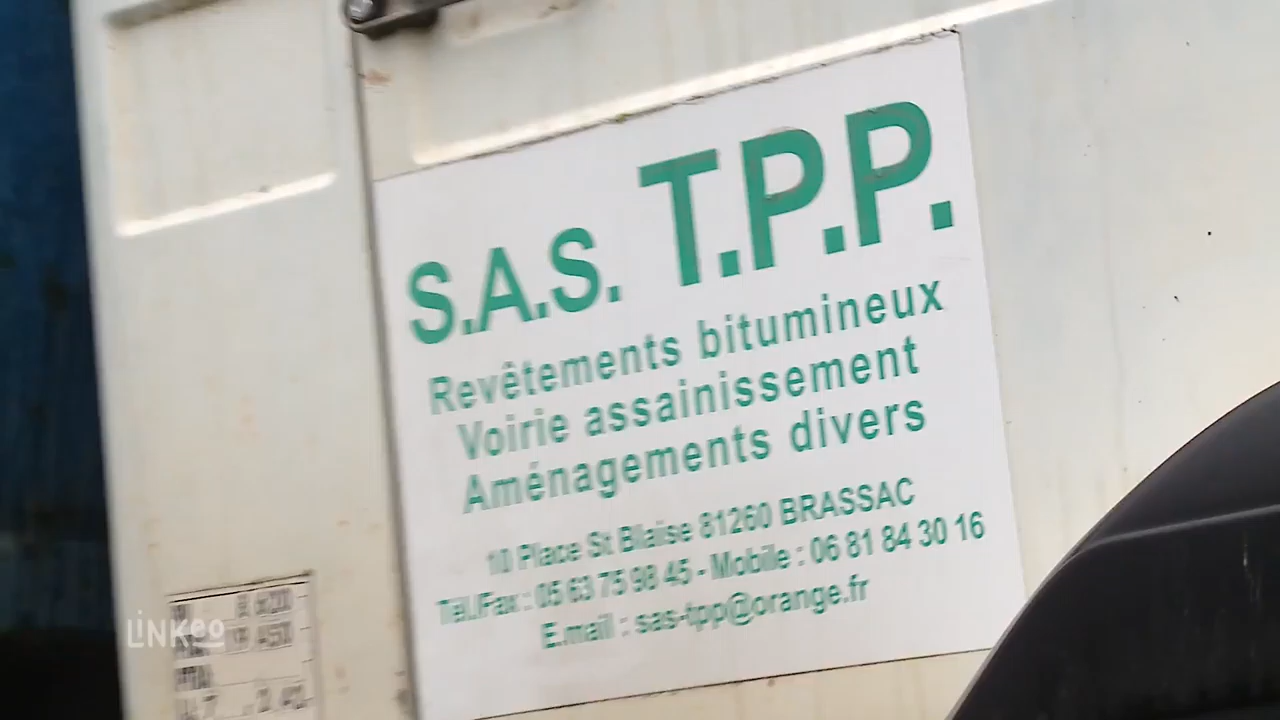 S.A.S. T.P.P.
Revêtements bitumineux
Voirie assainissement
Aménagements divers
10 Place St Blaise 81260 BRASSAC
Tél./Fax : 05 63 75 98 45 - Mobile : 06 81 84 30 16
E.mail : sas-tpp@orange.fr
LINKEO